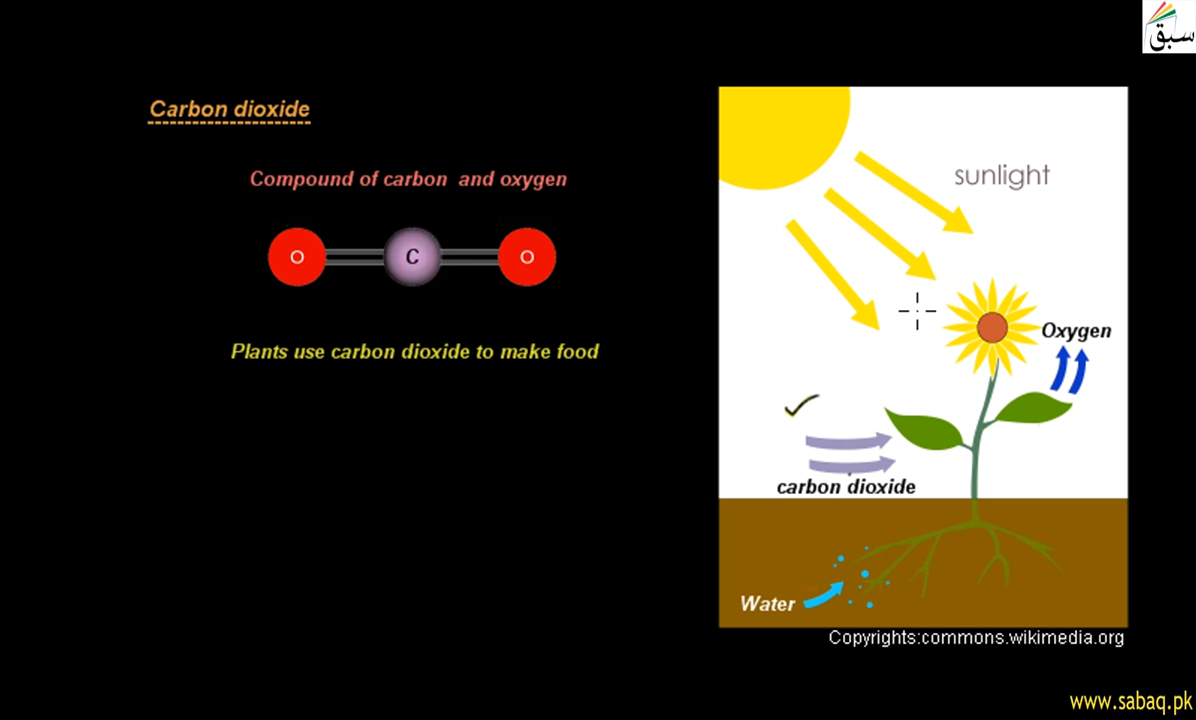 سبق
Carbon dioxide
Compound of carbon and oxygen
O C O
Plants use carbon dioxide to make food
sunlight
Oxygen
carbon dioxide
Water
Copyrights:commons.wikimedia.org
www.sabaq.pk